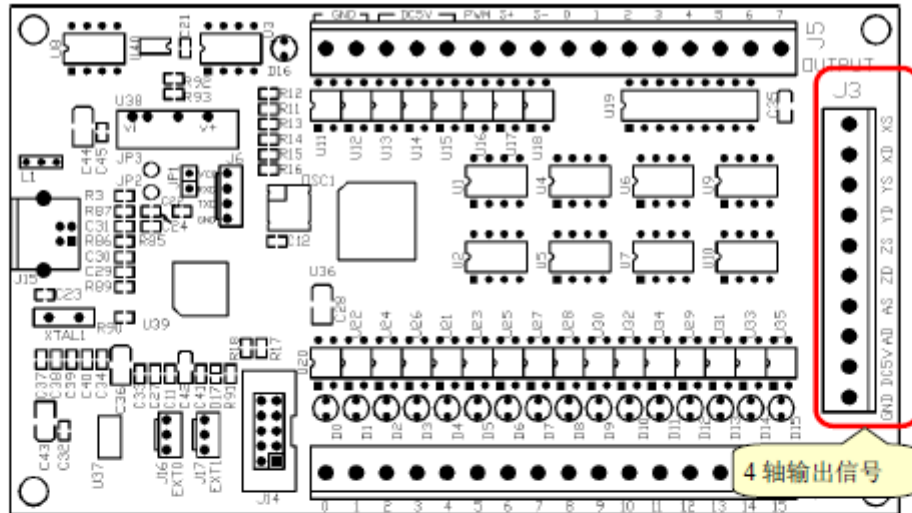 GND DC5V PWM S+ S- 0 1 2 3 4 5 6 7
J5
OUTPUT
U8 U40 C21 U3
D16
R92
R93
U38
V- V+
C44 C45
R12
R11
R13
R14
R15
R16
U11 U12 U13 U14 U15 U16 U17 U18
U19
C35
J3
XS
XD
YS
YD
ZS
ZD
AS
AD
DC5V
GND
L1
JP3
JP2
JP1
J6
VCC
RXD
TXD
GND
OSC1
R3
R87
C31
R86
C30
C29
R89
C22
C24
R85
C12
J15
C23
XTAL1
R90
U39
U1 U4 U6 U9
U2 U5 U7 U10
U36
C28
R18 R17
U20 U22 U24 U26 U21 U23 U25 U27 U28 U30 U32 U34 U29 U31 U33 U35
C37 C38 C39 C40 C34 C36 C33 C27 C11 C42 C41 D17 R91
C43 C32
U37
J16
EXT0
J17
EXT1
J14
D0 D1 D2 D3 D4 D5 D6 D7 D8 D9 D10 D11 D12 D13 D14 D15
0 1 2 3 4 5 6 7 8 9 10 11 12 13 14 15
4 轴输出信号